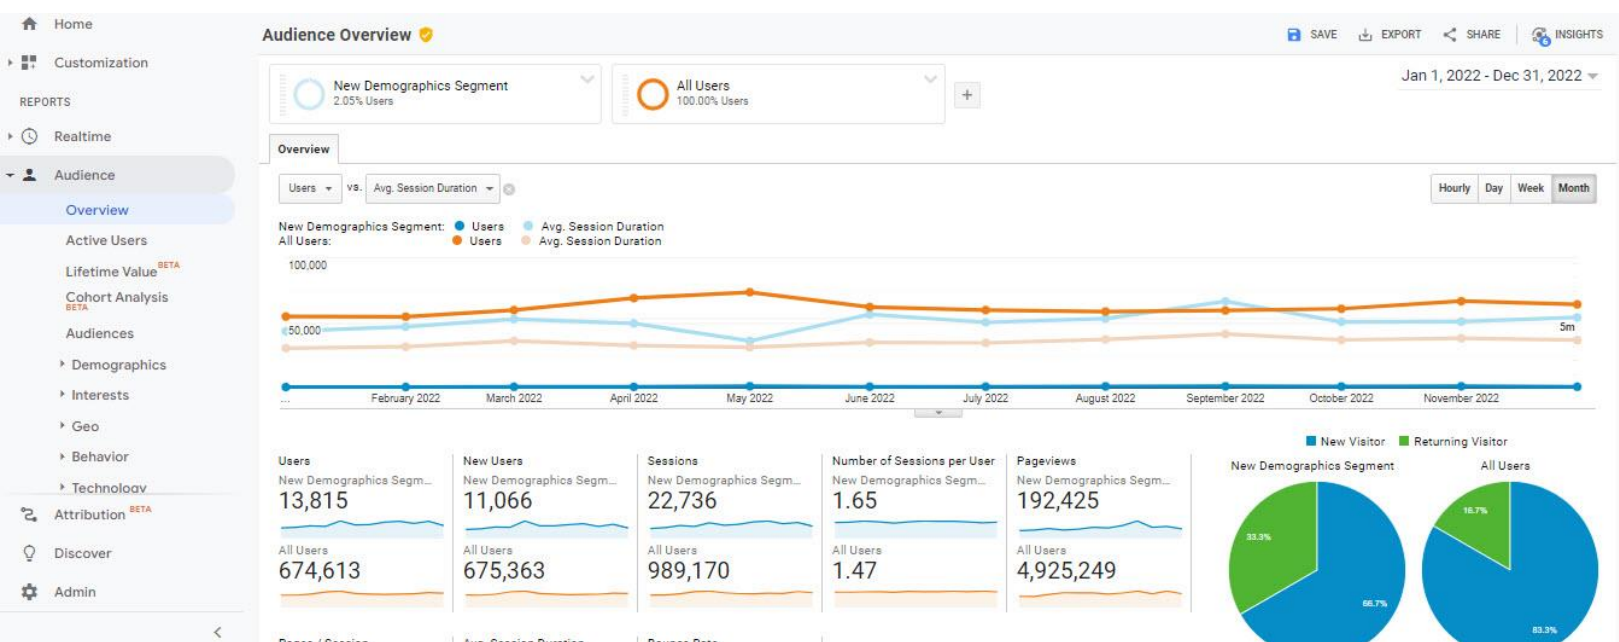 Home
Customization
REPORTS
Realtime
Audience
Overview
Active Users
Lifetime Value BETA
Cohort Analysis
BETA
Audiences
Demographics
Interests
Geo
Behavior
Technology
Attribution BETA
Discover
Admin
Audience Overview
SAVE EXPORT SHARE 6 INSIGHTS
New Demographics Segment
2.05% Users
All Users
100.00% Users
+
Jan 1, 2022 - Dec 31, 2022
Overview
Users vs. Avg. Session Duration
Hourly Day Week Month
New Demographics Segment: Users Avg. Session Duration
All Users: Users Avg. Session Duration
100,000
50,000
5m
... February 2022 March 2022 April 2022 May 2022 June 2022 July 2022 August 2022 September 2022 October 2022 November 2022
New Visitor Returning Visitor
Users
New Demographics Segm...
13,815
All Users
674,613
New Users
New Demographics Segm...
11,066
All Users
675,363
Sessions
New Demographics Segm...
22,736
All Users
989,170
Number of Sessions per User
New Demographics Segm...
1.65
All Users
1.47
Pageviews
New Demographics Segm...
192,425
All Users
4,925,249
New Demographics Segment
33.3%
66.7%
All Users
16.7%
83.3%
Pages / Session Avg. Session Duration Bounce Rate